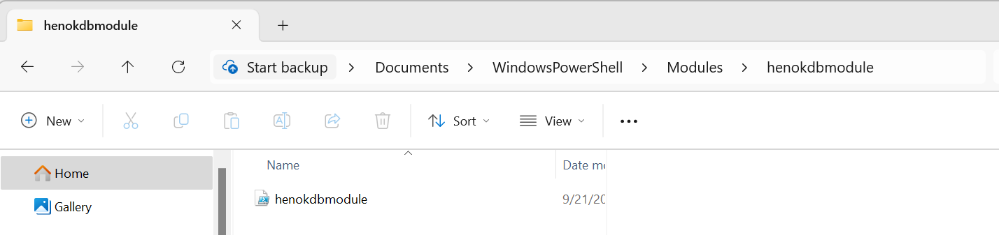 henokdbmodule
Start backup > Documents > WindowsPowerShell > Modules > henokdbmodule
New Sort View
Home
Gallery
Name Date mo
henokdbmodule 9/21/20